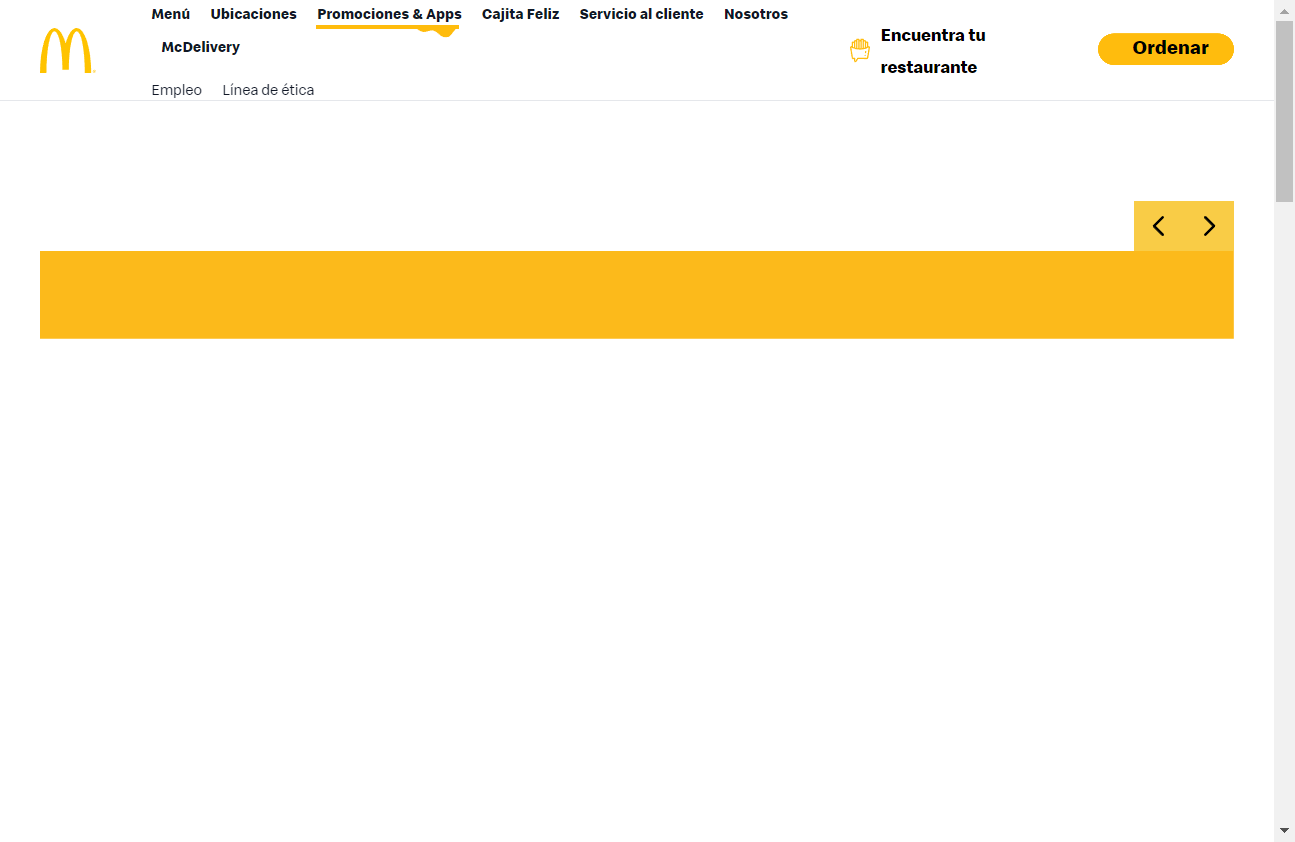 Menú Ubicaciones Promociones & Apps Cajita Feliz Servicio al cliente Nosotros
McDelivery
Empleo Línea de ética
Encuentra tu
restaurante
Ordenar